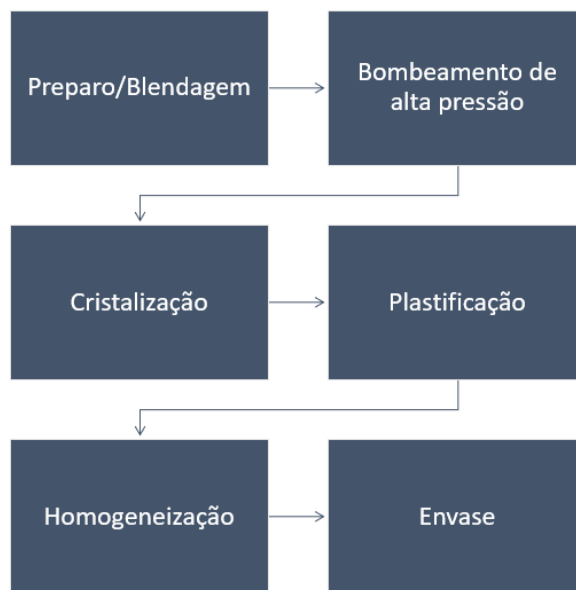 Preparo/Blendagem
Bombeamento de
alta pressão
Cristalização
Plastificação
Homogeneização
Envase